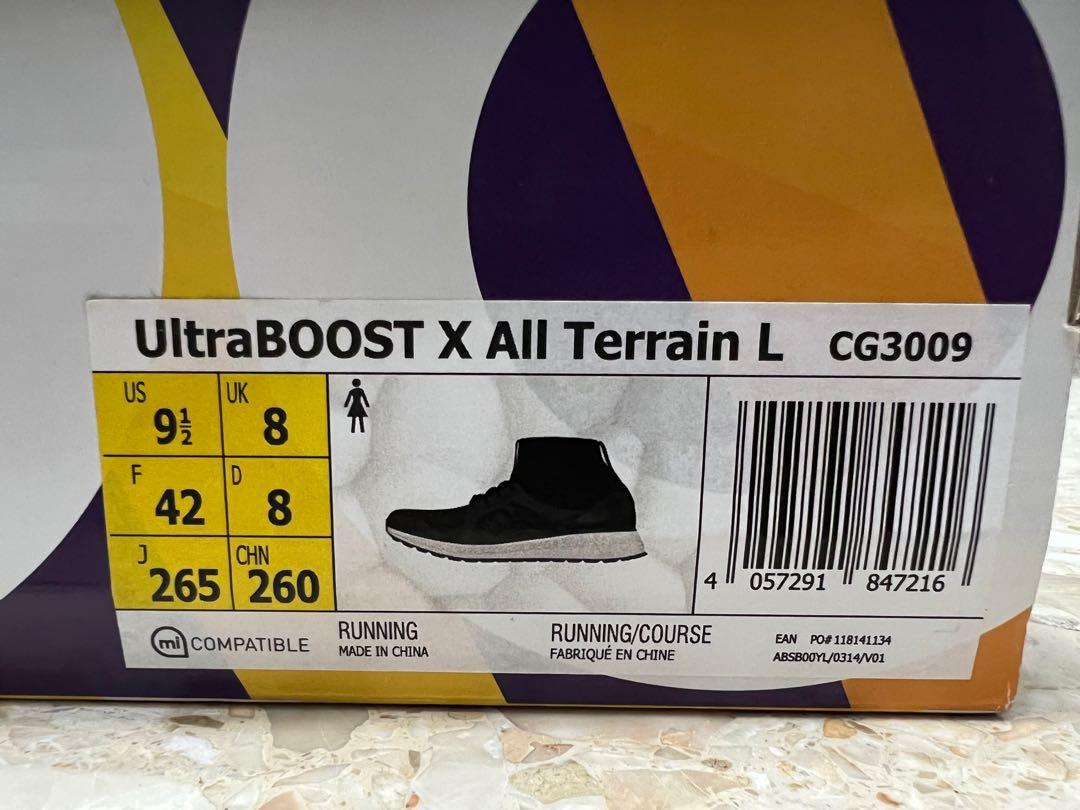 UltraBOOST X All Terrain L CG3009
US 9½ UK 8
F 42 D 8
J 265 CHN 260
4 057291 847216
mi COMPATIBLE
RUNNING
MADE IN CHINA
RUNNING/COURSE
FABRIQUÉ EN CHINE
EAN PO# 118141134
ABSB00YL/0314/V01